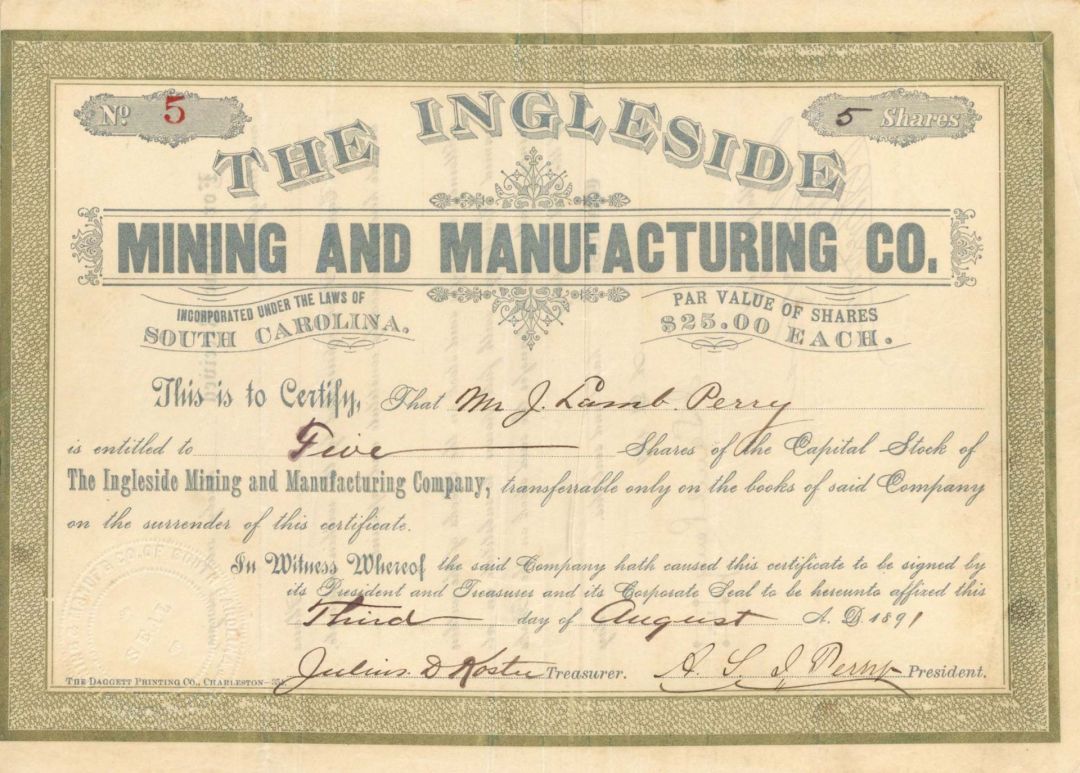 Nº 5
5 Shares
THE INGLESIDE
MINING AND MANUFACTURING CO.
INCORPORATED UNDER THE LAWS OF
SOUTH CAROLINA.
PAR VALUE OF SHARES
$25.00 EACH.
This is to Certify, That Mr J. Lamb. Perry
is entitled to Five Shares of the Capital Stock of
The Ingleside Mining and Manufacturing Company, transferrable only on the books of said Company
on the surrender of this certificate.
In Witness Whereof the said Company hath caused this certificate to be signed by
its President and Treasurer and its Corporate Seal to be hereunto affixed this
Third day of August A. D. 1891
Julius. D Koster Treasurer. A. L. J. Perry President.
THE DAGGETT PRINTING CO., CHARLESTON—